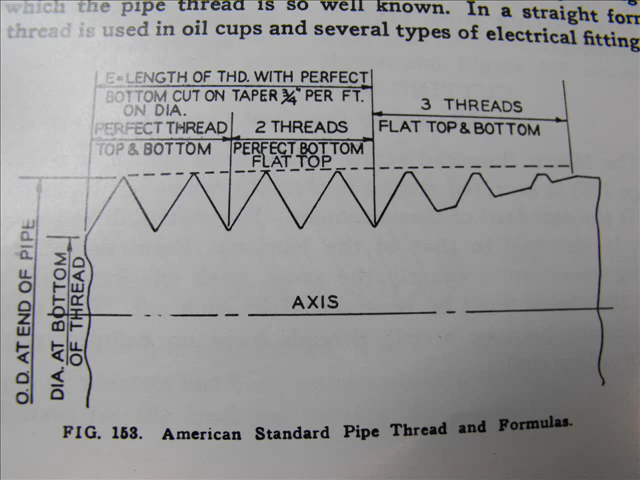 which the pipe thread is so well known. In a straight form
thread is used in oil cups and several types of electrical fitting
E=LENGTH OF THD. WITH PERFECT
BOTTOM CUT ON TAPER 3/4" PER FT.
ON DIA.
3 THREADS
FLAT TOP & BOTTOM
PERFECT THREAD
TOP & BOTTOM
2 THREADS
PERFECT BOTTOM
FLAT TOP
O.D. AT END OF PIPE
DIA. AT BOTTOM
OF THREAD
AXIS
FIG. 153. American Standard Pipe Thread and Formulas.